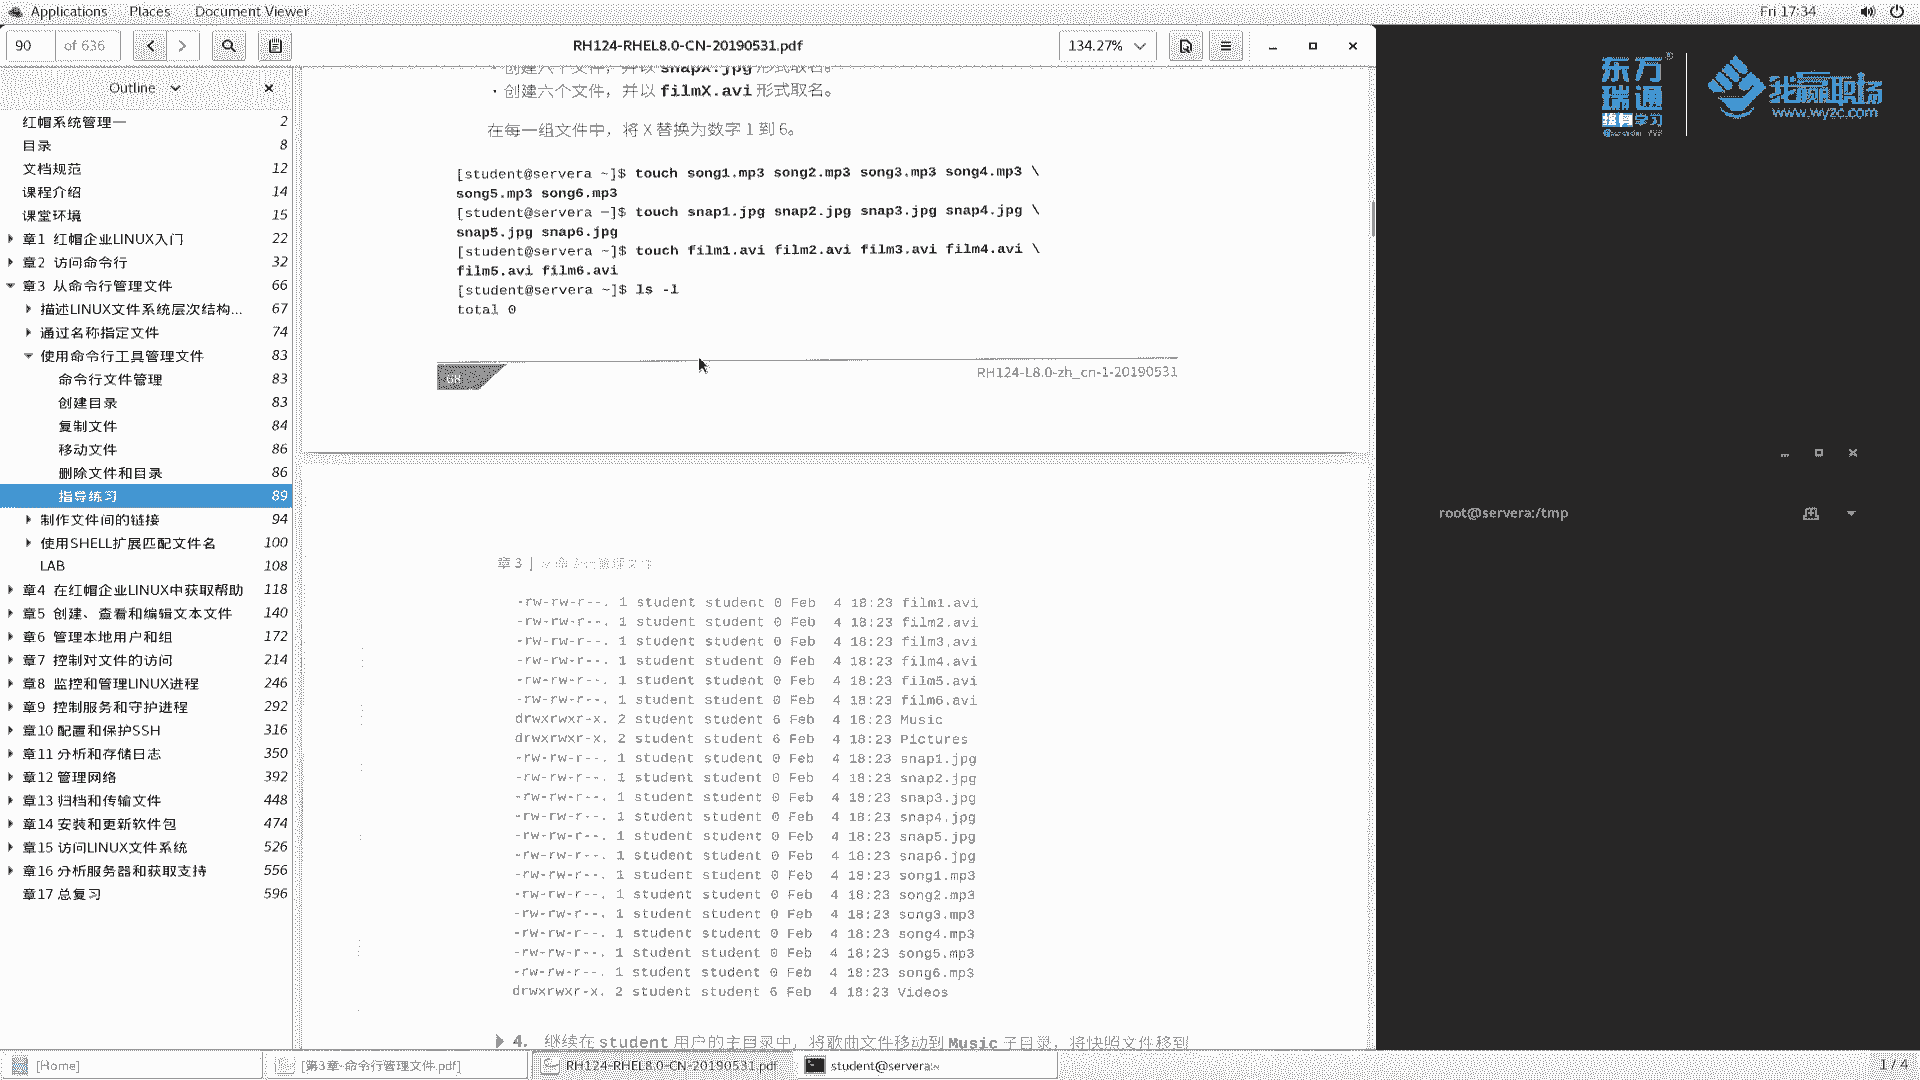 Applications Places Document Viewer
Fri 17:34
90 of 636
RH124-RHEL8.0-CN-20190531.pdf
134.27%
Outline
红帽系统管理一 2
目录 8
文档规范 12
课程介绍 14
课堂环境 15
章1 红帽企业LINUX入门 22
章2 访问命令行 32
章3 从命令行管理文件 66
描述LINUX文件系统层次结构... 67
通过名称指定文件 74
使用命令行工具管理文件 83
命令行文件管理 83
创建目录 83
复制文件 84
移动文件 86
删除文件和目录 86
指导练习 89
制作文件间的链接 94
使用SHELL扩展匹配文件名 100
LAB 108
章4 在红帽企业LINUX中获取帮助 118
章5 创建、查看和编辑文本文件 140
章6 管理本地用户和组 172
章7 控制对文件的访问 214
章8 监控和管理LINUX进程 246
章9 控制服务和守护进程 292
章10 配置和保护SSH 316
章11 分析和存储日志 350
章12 管理网络 392
章13 归档和传输文件 448
章14 安装和更新软件包 474
章15 访问LINUX文件系统 526
章16 分析服务器和获取支持 556
章17 总复习 596
· 创建六个文件，并以 snapX.jpg 形式取名。
· 创建六个文件，并以 filmX.avi 形式取名。
在每一组文件中，将 X 替换为数字 1 到 6。
[student@servera ~]$ touch song1.mp3 song2.mp3 song3.mp3 song4.mp3 \
song5.mp3 song6.mp3
[student@servera ~]$ touch snap1.jpg snap2.jpg snap3.jpg snap4.jpg \
snap5.jpg snap6.jpg
[student@servera ~]$ touch film1.avi film2.avi film3.avi film4.avi \
film5.avi film6.avi
[student@servera ~]$ ls -l
total 0
68 RH124-L8.0-zh_cn-1-20190531
章 3 | 从命令行管理文件
-rw-rw-r--. 1 student student 0 Feb 4 18:23 film1.avi
-rw-rw-r--. 1 student student 0 Feb 4 18:23 film2.avi
-rw-rw-r--. 1 student student 0 Feb 4 18:23 film3.avi
-rw-rw-r--. 1 student student 0 Feb 4 18:23 film4.avi
-rw-rw-r--. 1 student student 0 Feb 4 18:23 film5.avi
-rw-rw-r--. 1 student student 0 Feb 4 18:23 film6.avi
drwxrwxr-x. 2 student student 6 Feb 4 18:23 Music
drwxrwxr-x. 2 student student 6 Feb 4 18:23 Pictures
-rw-rw-r--. 1 student student 0 Feb 4 18:23 snap1.jpg
-rw-rw-r--. 1 student student 0 Feb 4 18:23 snap2.jpg
-rw-rw-r--. 1 student student 0 Feb 4 18:23 snap3.jpg
-rw-rw-r--. 1 student student 0 Feb 4 18:23 snap4.jpg
-rw-rw-r--. 1 student student 0 Feb 4 18:23 snap5.jpg
-rw-rw-r--. 1 student student 0 Feb 4 18:23 snap6.jpg
-rw-rw-r--. 1 student student 0 Feb 4 18:23 song1.mp3
-rw-rw-r--. 1 student student 0 Feb 4 18:23 song2.mp3
-rw-rw-r--. 1 student student 0 Feb 4 18:23 song3.mp3
-rw-rw-r--. 1 student student 0 Feb 4 18:23 song4.mp3
-rw-rw-r--. 1 student student 0 Feb 4 18:23 song5.mp3
-rw-rw-r--. 1 student student 0 Feb 4 18:23 song6.mp3
drwxrwxr-x. 2 student student 6 Feb 4 18:23 Videos
4. 继续在 student 用户的主目录中，将歌曲文件移动到 Music 子目录，将快照文件移到
东方瑞通
学习
我赢职场
www.wyzc.com
root@servera:/tmp
[Home]
[第3章-命令行管理文件.pdf]
RH124-RHEL8.0-CN-20190531.pdf
student@servera:~
1 / 4